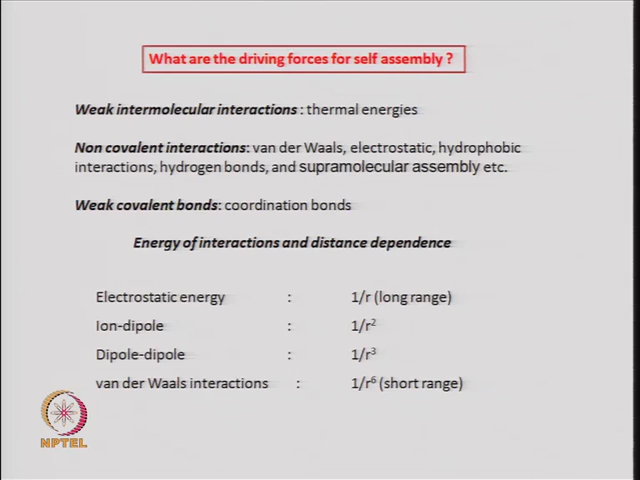 What are the driving forces for self assembly ?
Weak intermolecular interactions : thermal energies
Non covalent interactions: van der Waals, electrostatic, hydrophobic
interactions, hydrogen bonds, and supramolecular assembly etc.
Weak covalent bonds: coordination bonds
Energy of interactions and distance dependence
Electrostatic energy : 1/r (long range)
Ion-dipole : 1/r²
Dipole-dipole : 1/r³
van der Waals interactions : 1/r⁶ (short range)
NPTEL